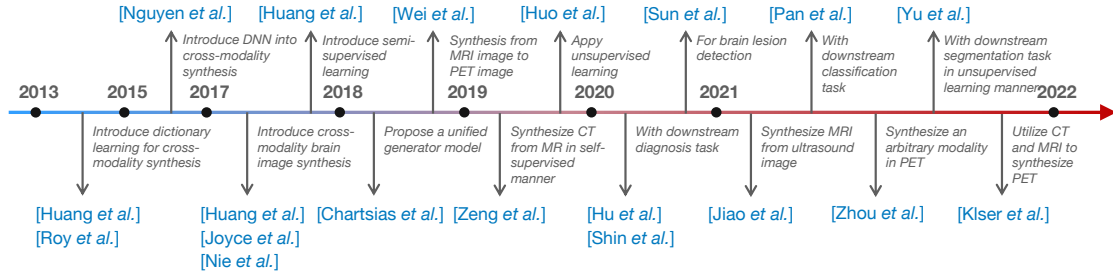 [Nguyen et al.]
[Huang et al.]
[Wei et al.]
[Huo et al.]
[Sun et al.]
[Pan et al.]
[Yu et al.]
Introduce DNN into
cross-modality
synthesis
Introduce semi-
supervised
learning
Synthesis from
MRI image to
PET image
Appy
unsupervised
learning
For brain lesion
detection
With
downstream
classification
task
With downstream
segmentation task
in unsupervised
learning manner
2013
2015
2017
2018
2019
2020
2021
2022
Introduce dictionary
learning for cross-
modality synthesis
Introduce cross-
modality brain
image synthesis
Propose a unified
generator model
Synthesize CT
from MR in self-
supervised
manner
With downstream
diagnosis task
Synthesize MRI
from ultrasound
image
Synthesize an
arbitrary modality
in PET
Utilize CT
and MRI to
synthesize
PET
[Huang et al.]
[Roy et al.]
[Huang et al.]
[Joyce et al.]
[Nie et al.]
[Chartsias et al.]
[Zeng et al.]
[Hu et al.]
[Shin et al.]
[Jiao et al.]
[Zhou et al.]
[Klser et al.]